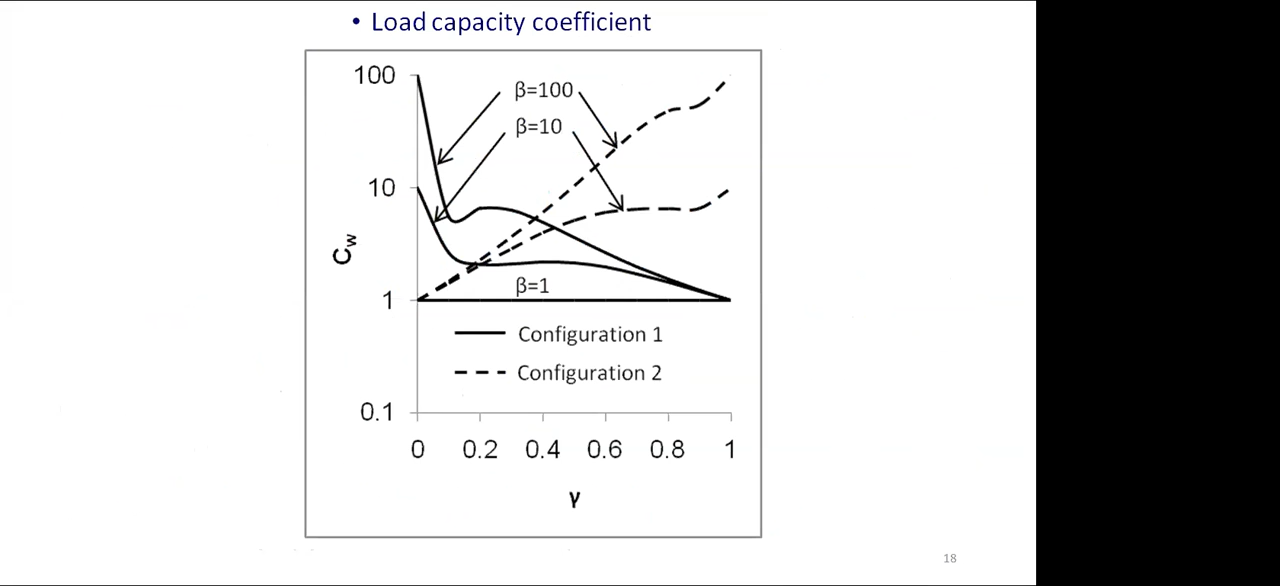 • Load capacity coefficient
100
β=100
β=10
10
C_w
β=1
1
Configuration 1
Configuration 2
0.1
0 0.2 0.4 0.6 0.8 1
γ
18